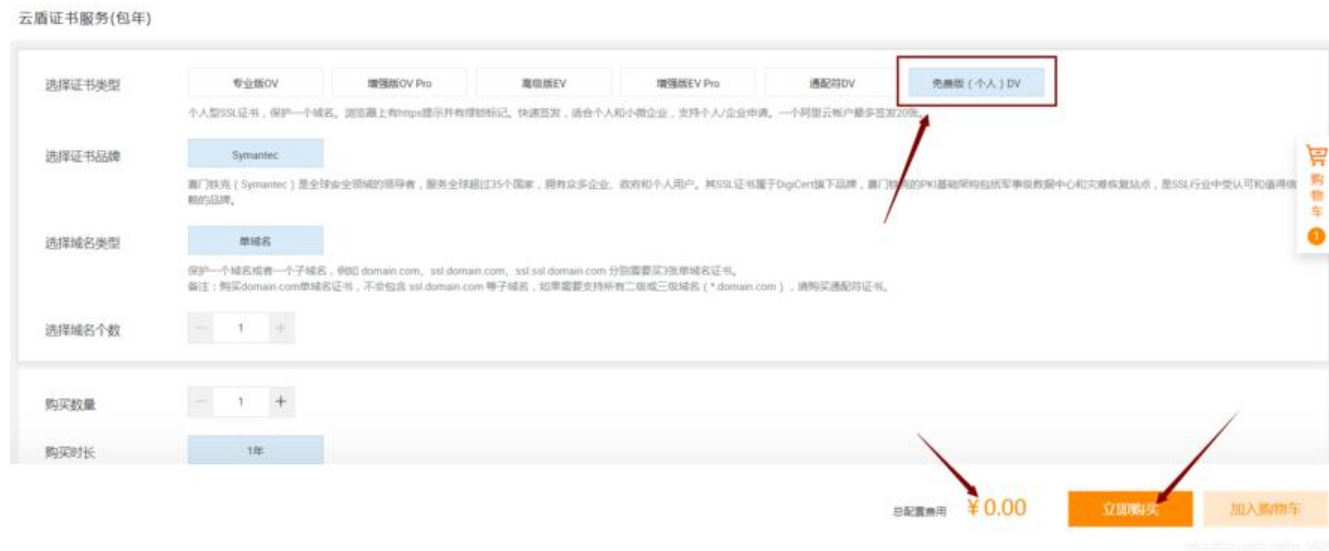 云盾证书服务(包年)
选择证书类型
专业版OV
增强版OV Pro
高级版EV
增强版EV Pro
通配符DV
免费版（个人）DV
个人型SSL证书，保护一个域名。浏览器上有https提示并有绿锁标记。快速签发，适合个人和小微企业，支持个人/企业申请。一个阿里云帐户最多签发20张。
选择证书品牌
Symantec
赛门铁克（Symantec）是全球安全领域的领导者，服务全球超过35个国家，拥有众多企业、政府和个人用户。其SSL证书属于DigiCert旗下品牌，赛门铁克的PKI基础架构包括军事级数据中心和灾难恢复站点，是SSL行业中受认可和值得信
赖的品牌。
选择域名类型
单域名
保护一个域名或者一个子域名，例如 domain.com、ssl.domain.com、ssl.ssl.domain.com 分别需要买3张单域名证书。
备注：购买domain.com单域名证书，不会包含 ssl.domain.com 等子域名，如果需要支持所有二级或三级域名（*.domain.com），请购买通配符证书。
选择域名个数
－ 1 +
购买数量
－ 1 +
购买时长
1年
总配置费用 ￥0.00
立即购买
加入购物车
购物车
1